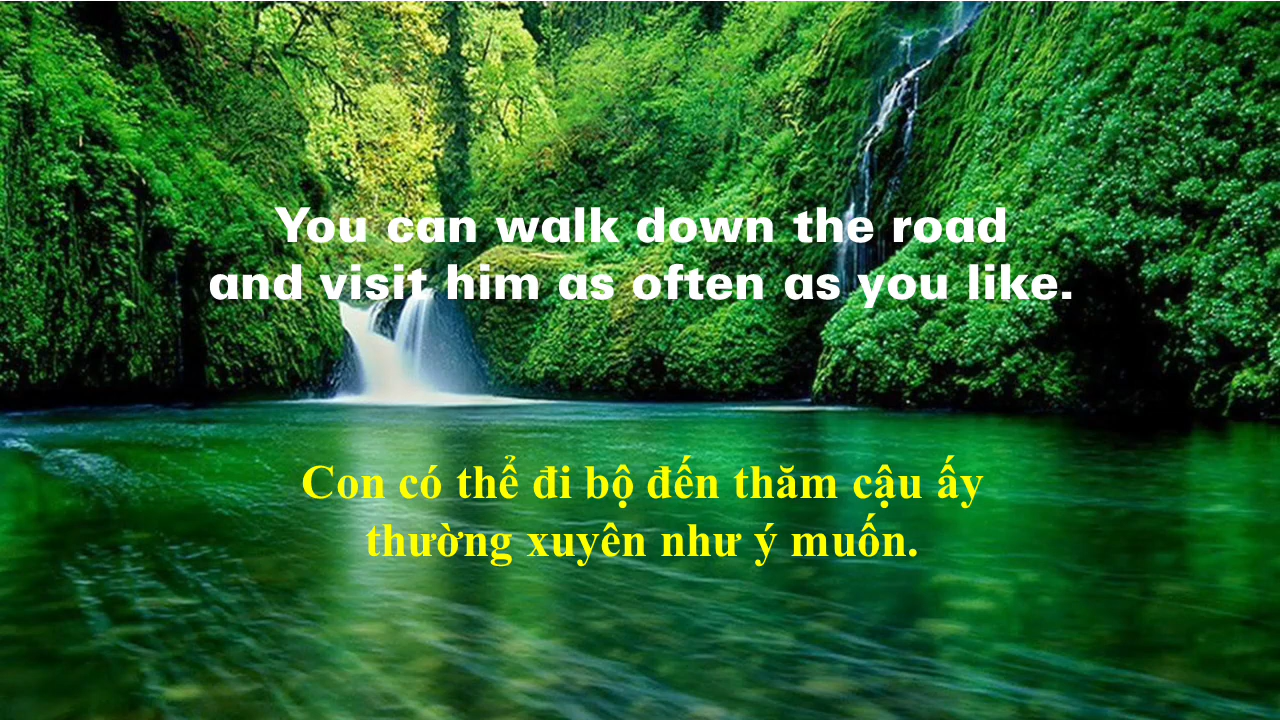 You can walk down the road
and visit him as often as you like.
Con có thể đi bộ đến thăm cậu ấy
thường xuyên như ý muốn.